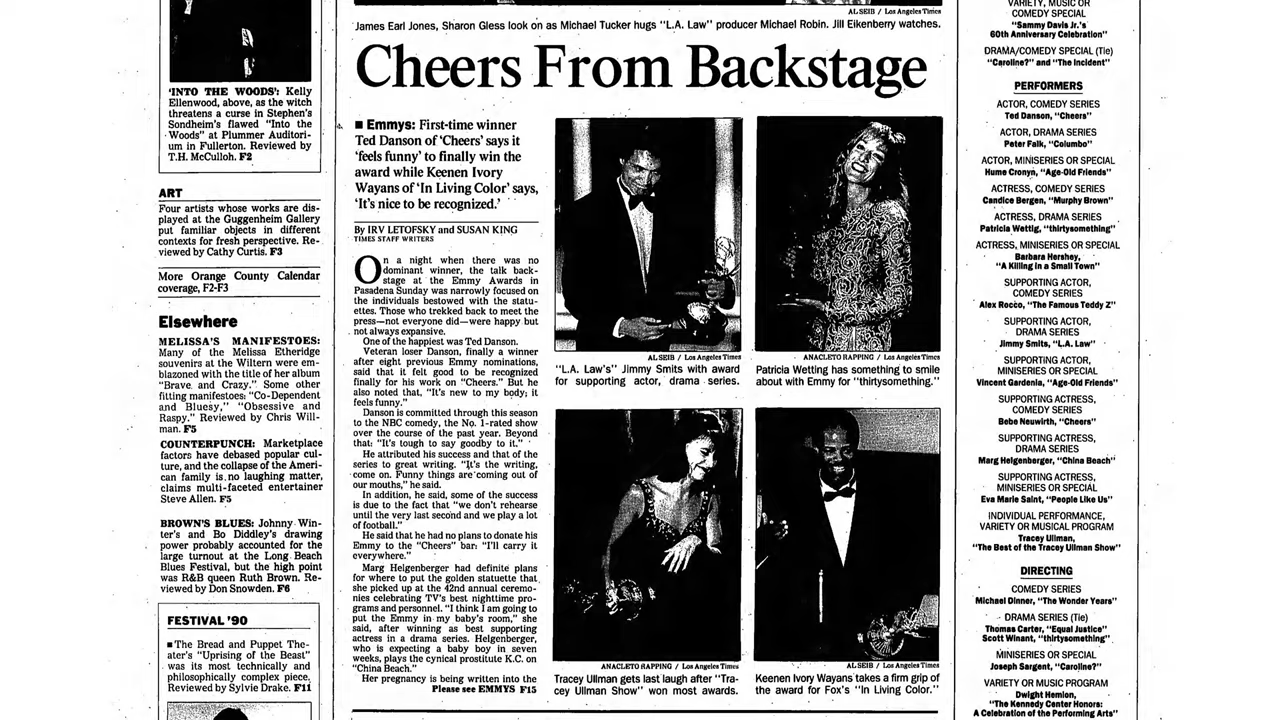 'INTO THE WOODS': Kelly
Ellenwood, above, as the witch
threatens a curse in Stephen's
Sondheim's flawed "Into the
Woods" at Plummer Auditori-
um in Fullerton. Reviewed by
T.H. McCulloh. F2
ART
Four artists whose works are dis-
played at the Guggenheim Gallery
put familiar objects in different
contexts for fresh perspective. Re-
viewed by Cathy Curtis. F3
More Orange County Calendar
coverage, F2-F3
Elsewhere
MELISSA'S MANIFESTOES:
Many of the Melissa Etheridge
souvenirs at the Wiltern were em-
blazoned with the title of her album
"Brave and Crazy." Some other
fitting manifestoes: "Co-Dependent
and Bluesy," "Obsessive and
Raspy." Reviewed by Chris Will-
man. F5
COUNTERPUNCH: Marketplace
factors have debased popular cul-
ture, and the collapse of the Ameri-
can family is no laughing matter,
claims multi-faceted entertainer
Steve Allen. F5
BROWN'S BLUES: Johnny Win-
ter's and Bo Diddley's drawing
power probably accounted for the
large turnout at the Long Beach
Blues Festival, but the high point
was R&B queen Ruth Brown. Re-
viewed by Don Snowden. F6
FESTIVAL '90
■ The Bread and Puppet The-
ater's "Uprising of the Beast"
was its most technically and
philosophically complex piece.
Reviewed by Sylvie Drake. F11
AL SEIB / Los Angeles Times
James Earl Jones, Sharon Gless look on as Michael Tucker hugs "L.A. Law" producer Michael Robin. Jill Eikenberry watches.
Cheers From Backstage
■ Emmys: First-time winner
Ted Danson of 'Cheers' says it
'feels funny' to finally win the
award while Keenen Ivory
Wayans of 'In Living Color' says,
'It's nice to be recognized.'
By IRV LETOFSKY and SUSAN KING
TIMES STAFF WRITERS
On a night when there was no
dominant winner, the talk back-
stage at the Emmy Awards in
Pasadena Sunday was narrowly focused on
the individuals bestowed with the statu-
ettes. Those who trekked back to meet the
press—not everyone did—were happy but
not always expansive.
One of the happiest was Ted Danson.
Veteran loser Danson, finally a winner
after eight previous Emmy nominations,
said that it felt good to be recognized
finally for his work on "Cheers." But he
also noted that, "It's new to my body; it
feels funny."
Danson is committed through this season
to the NBC comedy, the No. 1-rated show
over the course of the past year. Beyond
that: "It's tough to say goodby to it."
He attributed his success and that of the
series to great writing. "It's the writing,
come on. Funny things are coming out of
our mouths," he said.
In addition, he said, some of the success
is due to the fact that "we don't rehearse
until the very last second and we play a lot
of football."
He said that he had no plans to donate his
Emmy to the "Cheers" bar: "I'll carry it
everywhere."
Marg Helgenberger had definite plans
for where to put the golden statuette that
she picked up at the 42nd annual ceremo-
nies celebrating TV's best nighttime pro-
grams and personnel. "I think I am going to
put the Emmy in my baby's room," she
said, after winning as best supporting
actress in a drama series. Helgenberger,
who is expecting a baby boy in seven
weeks, plays the cynical prostitute K.C. on
"China Beach."
Her pregnancy is being written into the
Please see EMMYS F15
AL SEIB / Los Angeles Times
"L.A. Law's" Jimmy Smits with award
for supporting actor, drama series.
ANACLETO RAPPING / Los Angeles Times
Patricia Wetting has something to smile
about with Emmy for "thirtysomething."
ANACLETO RAPPING / Los Angeles Times
Tracey Ullman gets last laugh after "Tra-
cey Ullman Show" won most awards.
AL SEIB / Los Angeles Times
Keenen Ivory Wayans takes a firm grip of
the award for Fox's "In Living Color."
VARIETY, MUSIC OR
COMEDY SPECIAL
"Sammy Davis Jr.'s
60th Anniversary Celebration"
DRAMA/COMEDY SPECIAL (Tie)
"Caroline?" and "The Incident"
PERFORMERS
ACTOR, COMEDY SERIES
Ted Danson, "Cheers"
ACTOR, DRAMA SERIES
Peter Falk, "Columbo"
ACTOR, MINISERIES OR SPECIAL
Hume Cronyn, "Age-Old Friends"
ACTRESS, COMEDY SERIES
Candice Bergen, "Murphy Brown"
ACTRESS, DRAMA SERIES
Patricia Wettig, "thirtysomething"
ACTRESS, MINISERIES OR SPECIAL
Barbara Hershey,
"A Killing in a Small Town"
SUPPORTING ACTOR,
COMEDY SERIES
Alex Rocco, "The Famous Teddy Z"
SUPPORTING ACTOR,
DRAMA SERIES
Jimmy Smits, "L.A. Law"
SUPPORTING ACTOR,
MINISERIES OR SPECIAL
Vincent Gardenia, "Age-Old Friends"
SUPPORTING ACTRESS,
COMEDY SERIES
Bebe Neuwirth, "Cheers"
SUPPORTING ACTRESS,
DRAMA SERIES
Marg Helgenberger, "China Beach"
SUPPORTING ACTRESS,
MINISERIES OR SPECIAL
Eva Marie Saint, "People Like Us"
INDIVIDUAL PERFORMANCE,
VARIETY OR MUSICAL PROGRAM
Tracey Ullman,
"The Best of the Tracey Ullman Show"
DIRECTING
COMEDY SERIES
Michael Dinner, "The Wonder Years"
DRAMA SERIES (Tie)
Thomas Carter, "Equal Justice"
Scott Winant, "thirtysomething"
MINISERIES OR SPECIAL
Joseph Sargent, "Caroline?"
VARIETY OR MUSIC PROGRAM
Dwight Hemion,
"The Kennedy Center Honors:
A Celebration of the Performing Arts"